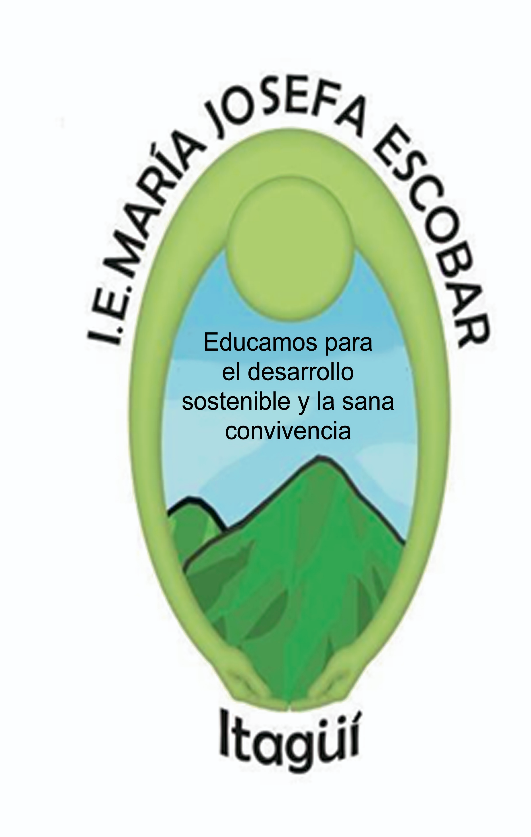 I.E. MARÍA JOSEFA ESCOBAR
Educamos para
el desarrollo
sostenible y la sana
convivencia
Itagüí